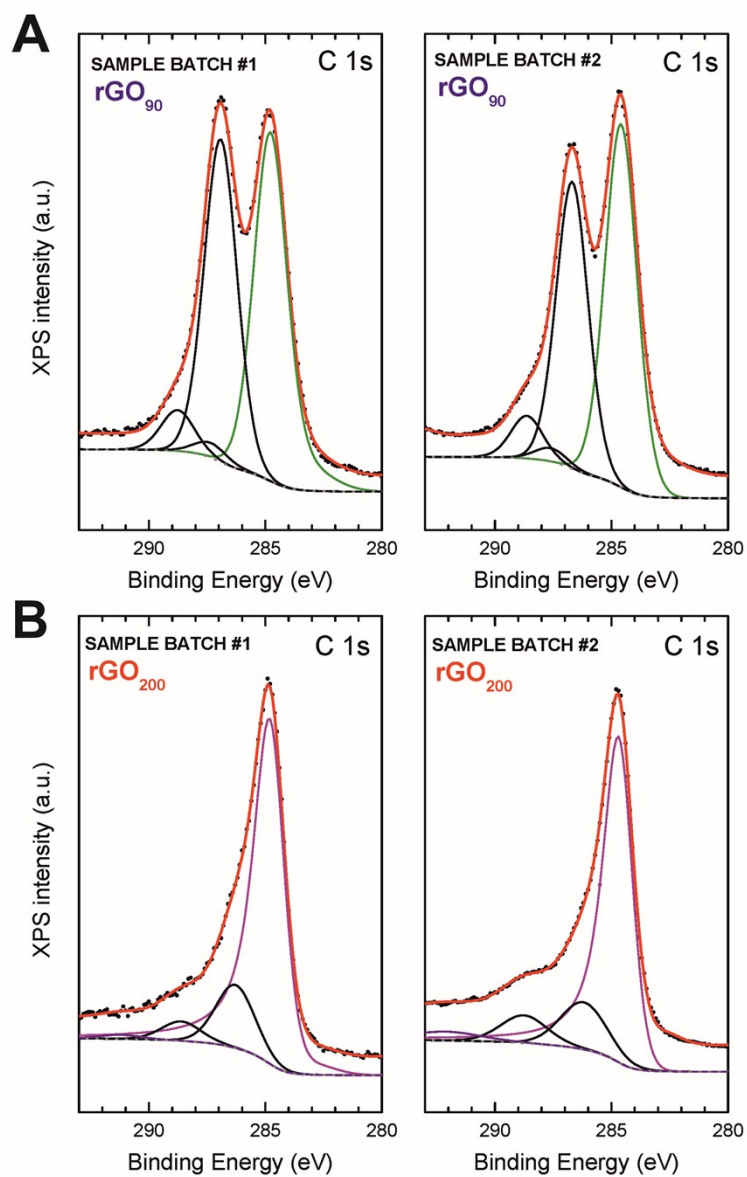 A
SAMPLE BATCH #1 C 1s
rGO90
XPS intensity (a.u.)
290 285 280
Binding Energy (eV)
SAMPLE BATCH #2 C 1s
rGO90
290 285 280
Binding Energy (eV)
B
SAMPLE BATCH #1 C 1s
rGO200
XPS intensity (a.u.)
290 285 280
Binding Energy (eV)
SAMPLE BATCH #2 C 1s
rGO200
290 285 280
Binding Energy (eV)